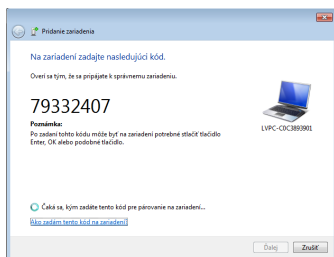 Pridanie zariadenia
Na zariadení zadajte nasledujúci kód.
Overí sa tým, že sa pripájate k správnemu zariadeniu.
79332407
Poznámka:
Po zadaní tohto kódu môže byť na zariadení potrebné stlačiť tlačidlo
Enter, OK alebo podobné tlačidlo.
LVPC-C0C3893901
Čaká sa, kým zadáte tento kód pre párovanie na zariadení...
Ako zadám tento kód na zariadení?
Ďalej
Zrušiť